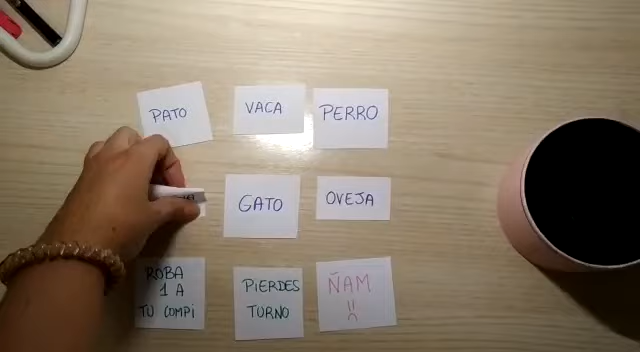 PATO
VACA
PERRO
GATO
OVEJA
ROBA
1 A
TU COMPI
PIERDES
TURNO
ÑAM